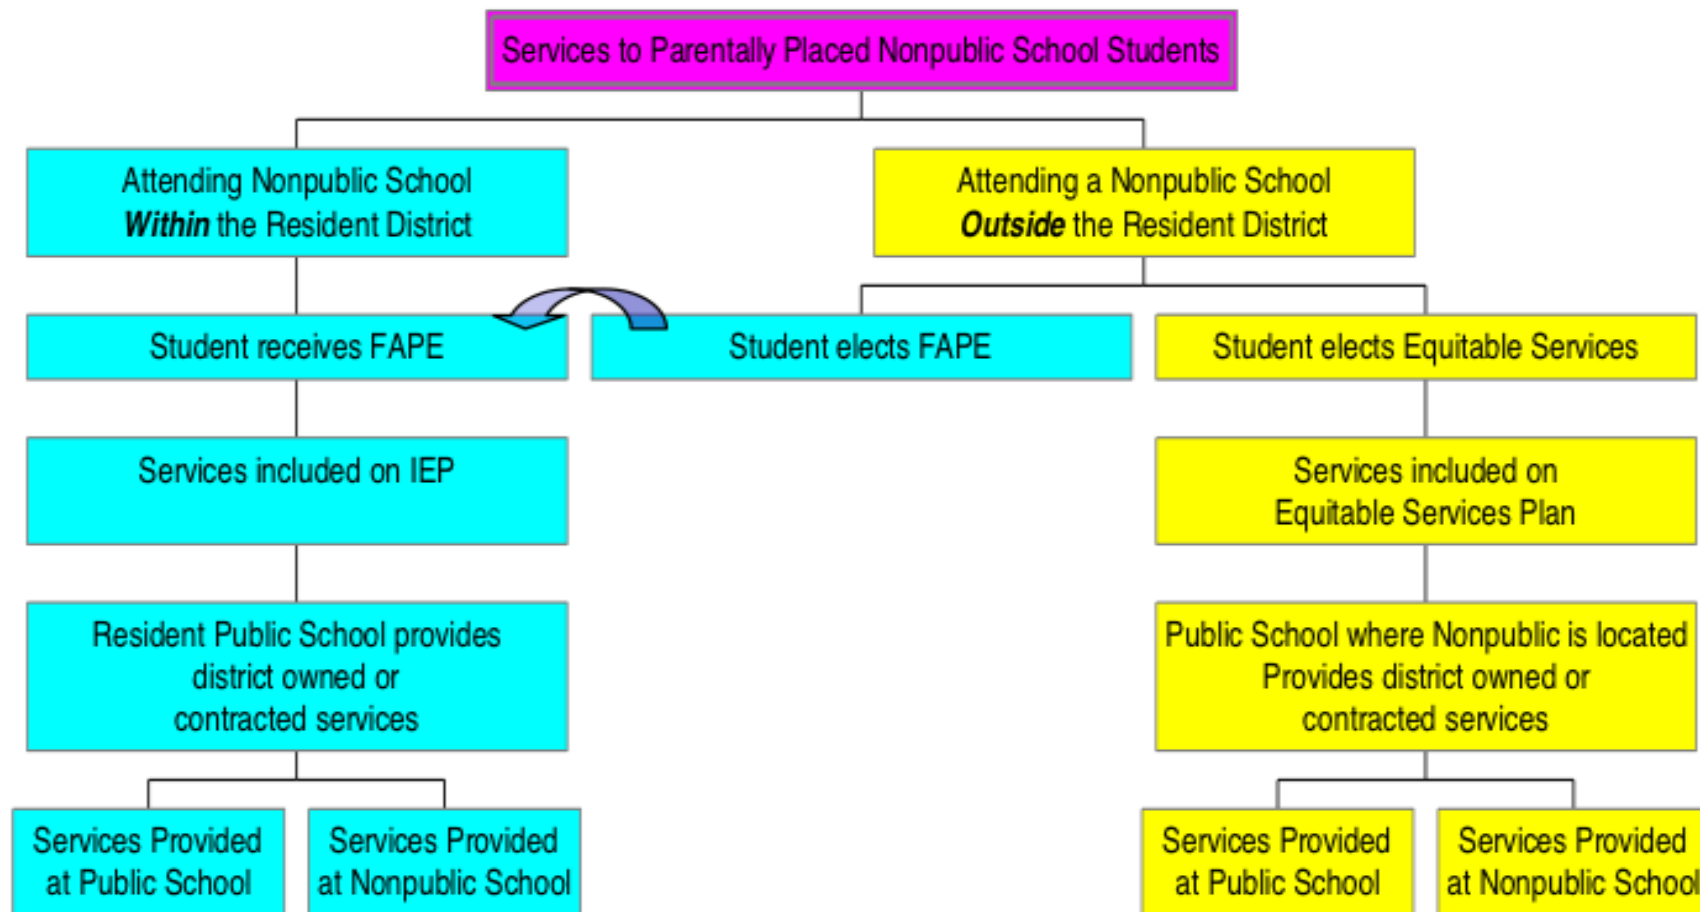 Services to Parentally Placed Nonpublic School Students
Attending Nonpublic School
Within the Resident District
Attending a Nonpublic School
Outside the Resident District
Student receives FAPE
Student elects FAPE
Student elects Equitable Services
Services included on IEP
Services included on
Equitable Services Plan
Resident Public School provides
district owned or
contracted services
Public School where Nonpublic is located
Provides district owned or
contracted services
Services Provided
at Public School
Services Provided
at Nonpublic School
Services Provided
at Public School
Services Provided
at Nonpublic School